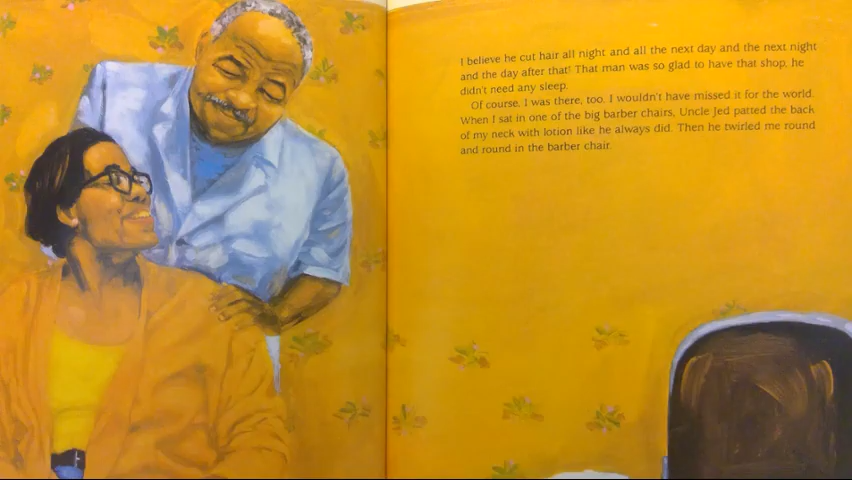 I believe he cut hair all night and all the next day and the next night
and the day after that! That man was so glad to have that shop, he
didn't need any sleep.
Of course, I was there, too. I wouldn't have missed it for the world.
When I sat in one of the big barber chairs, Uncle Jed patted the back
of my neck with lotion like he always did. Then he twirled me round
and round in the barber chair.